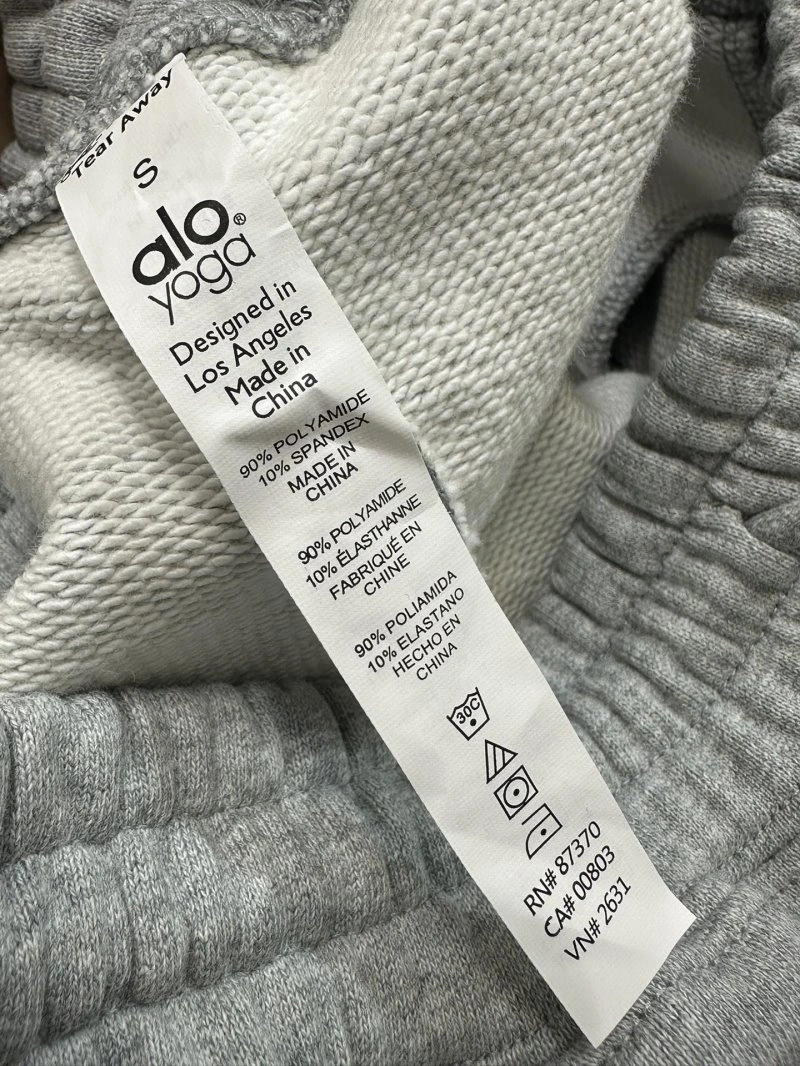 Tear Away
S
alo®
yoga
Designed in
Los Angeles
Made in
China
90% POLYAMIDE
10% SPANDEX
MADE IN
CHINA
90% POLYAMIDE
10% ÉLASTHANNE
FABRIQUÉ EN
CHINE
90% POLIAMIDA
10% ELASTANO
HECHO EN
CHINA
30C
RN# 87370
CA# 00803
VN# 2631